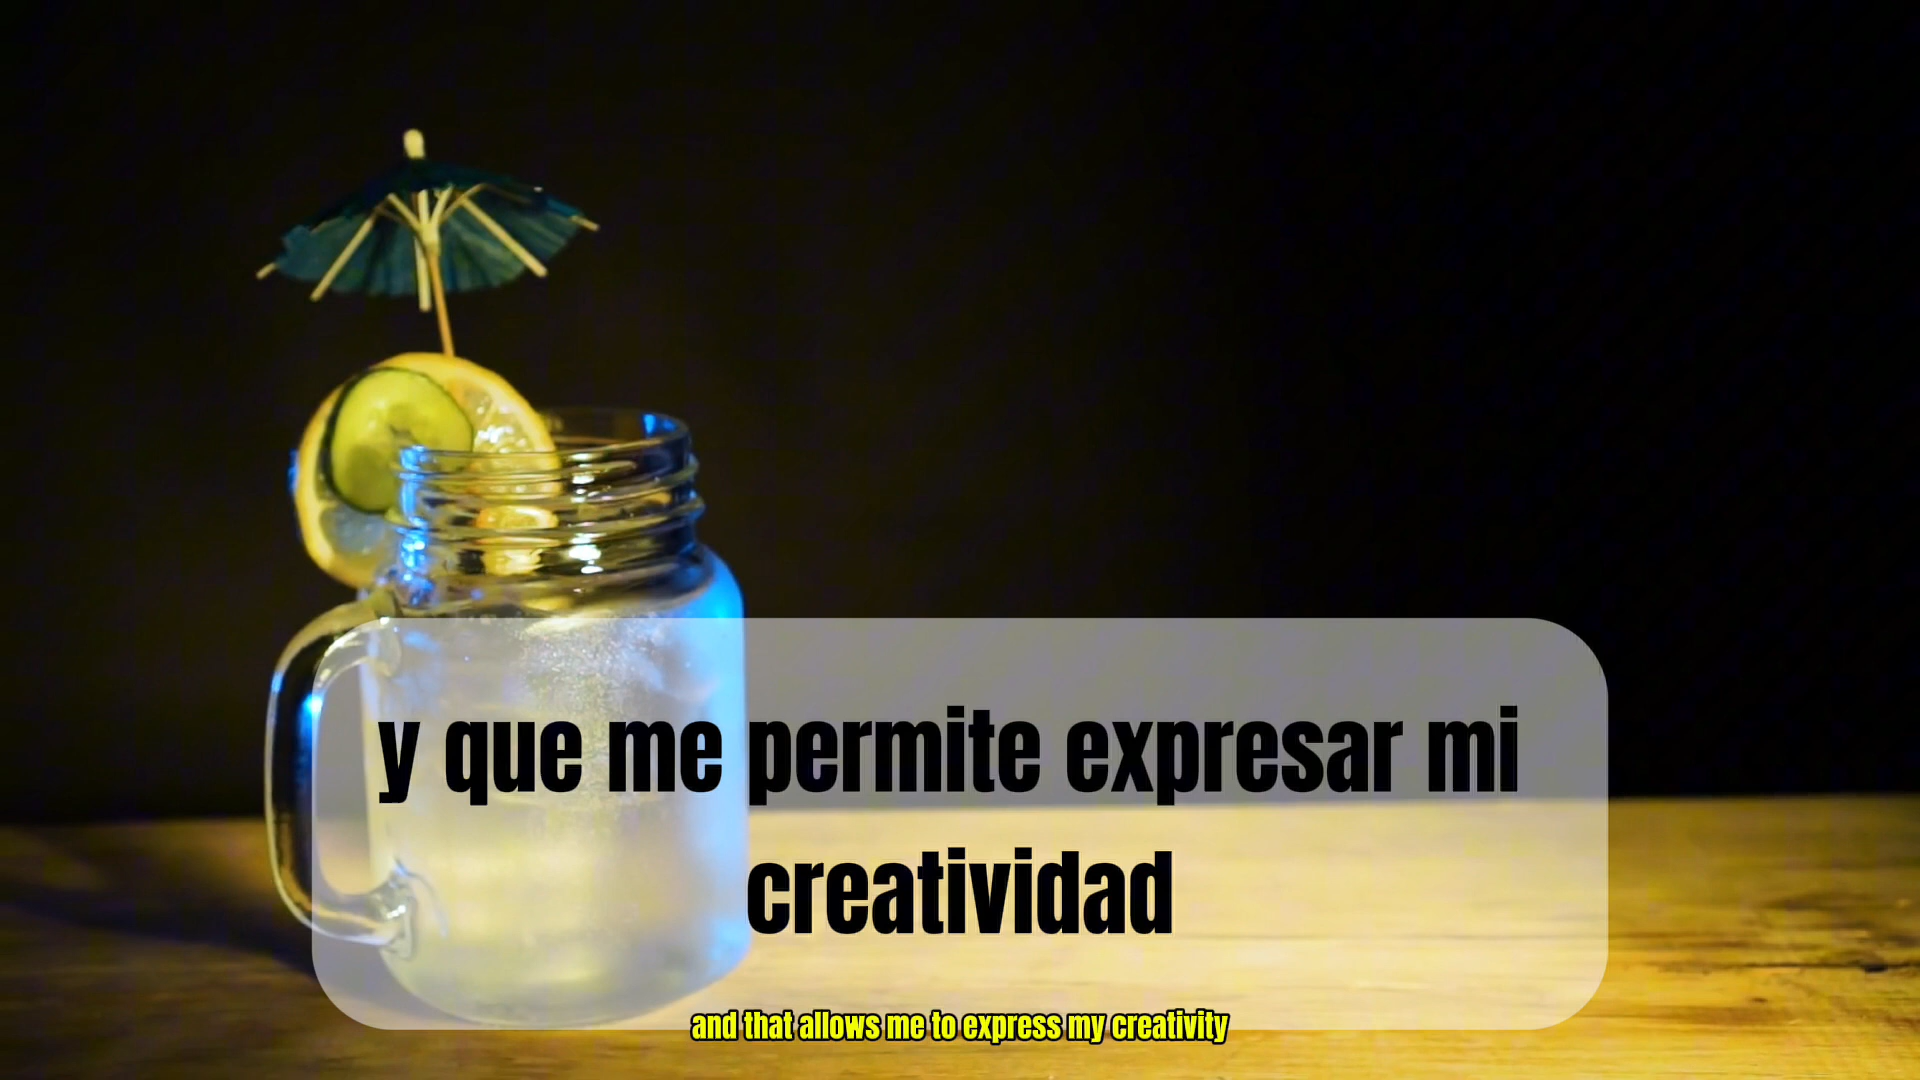 y que me permite expresar mi
creatividad
and that allows me to express my creativity